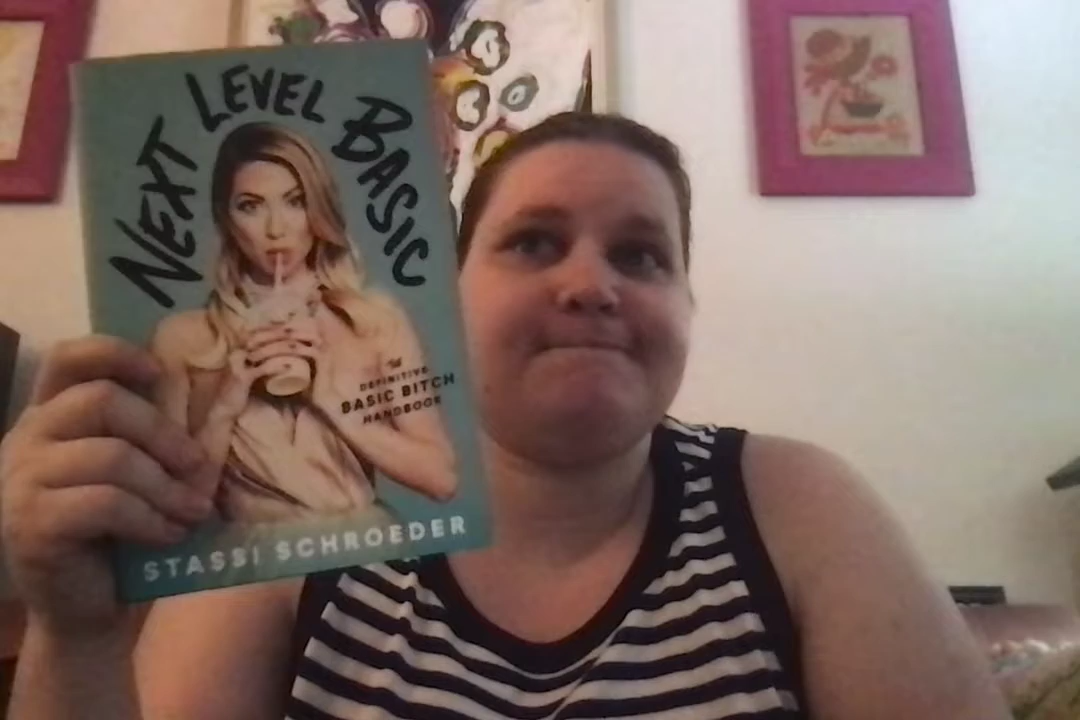 NEXT LEVEL BASIC
THE
DEFINITIVE
BASIC BITCH
HANDBOOK
STASSI SCHROEDER